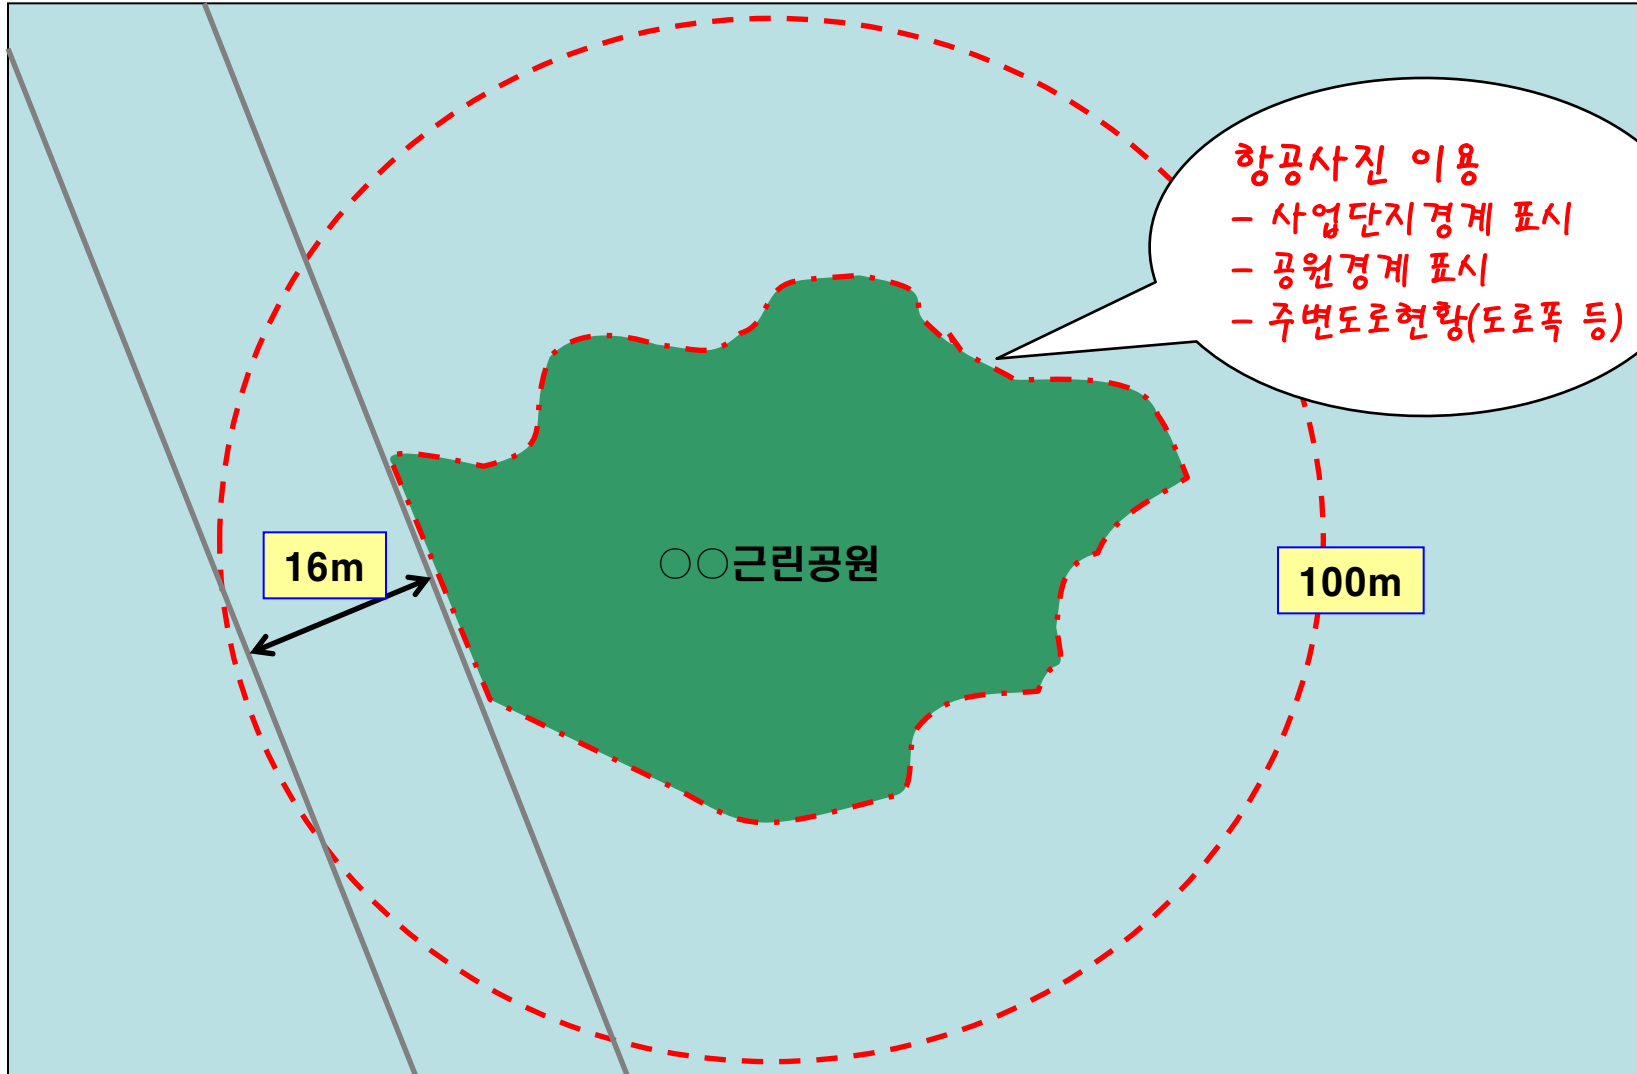 항공사진 이용
- 사업단지경계 표시
- 공원경계 표시
- 주변도로현황(도로폭 등)
16m
○○근린공원
100m